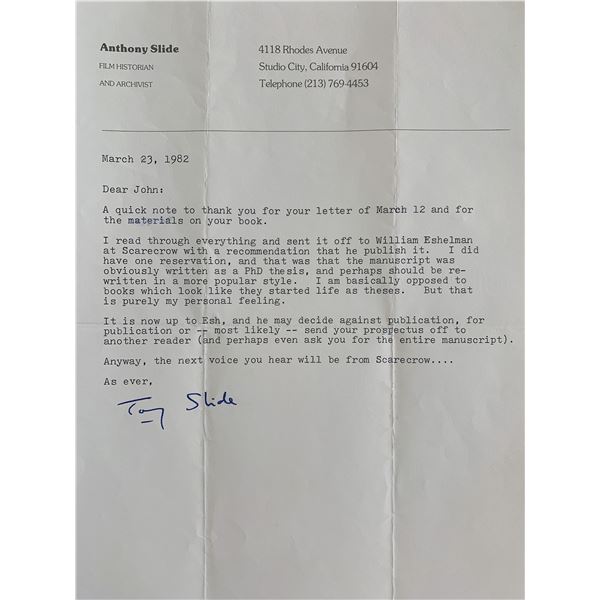 Anthony Slide
FILM HISTORIAN
AND ARCHIVIST
4118 Rhodes Avenue
Studio City, California 91604
Telephone (213) 769-4453
March 23, 1982
Dear John:
A quick note to thank you for your letter of March 12 and for
the materials on your book.
I read through everything and sent it off to William Eshelman
at Scarecrow with a recommendation that he publish it. I did
have one reservation, and that was that the manuscript was
obviously written as a PhD thesis, and perhaps should be re-
written in a more popular style. I am basically opposed to
books which look like they started life as theses. But that
is purely my personal feeling.
It is now up to Esh, and he may decide against publication, for
publication or -- most likely -- send your prospectus off to
another reader (and perhaps even ask you for the entire manuscript).
Anyway, the next voice you hear will be from Scarecrow....
As ever,
Tony Slide